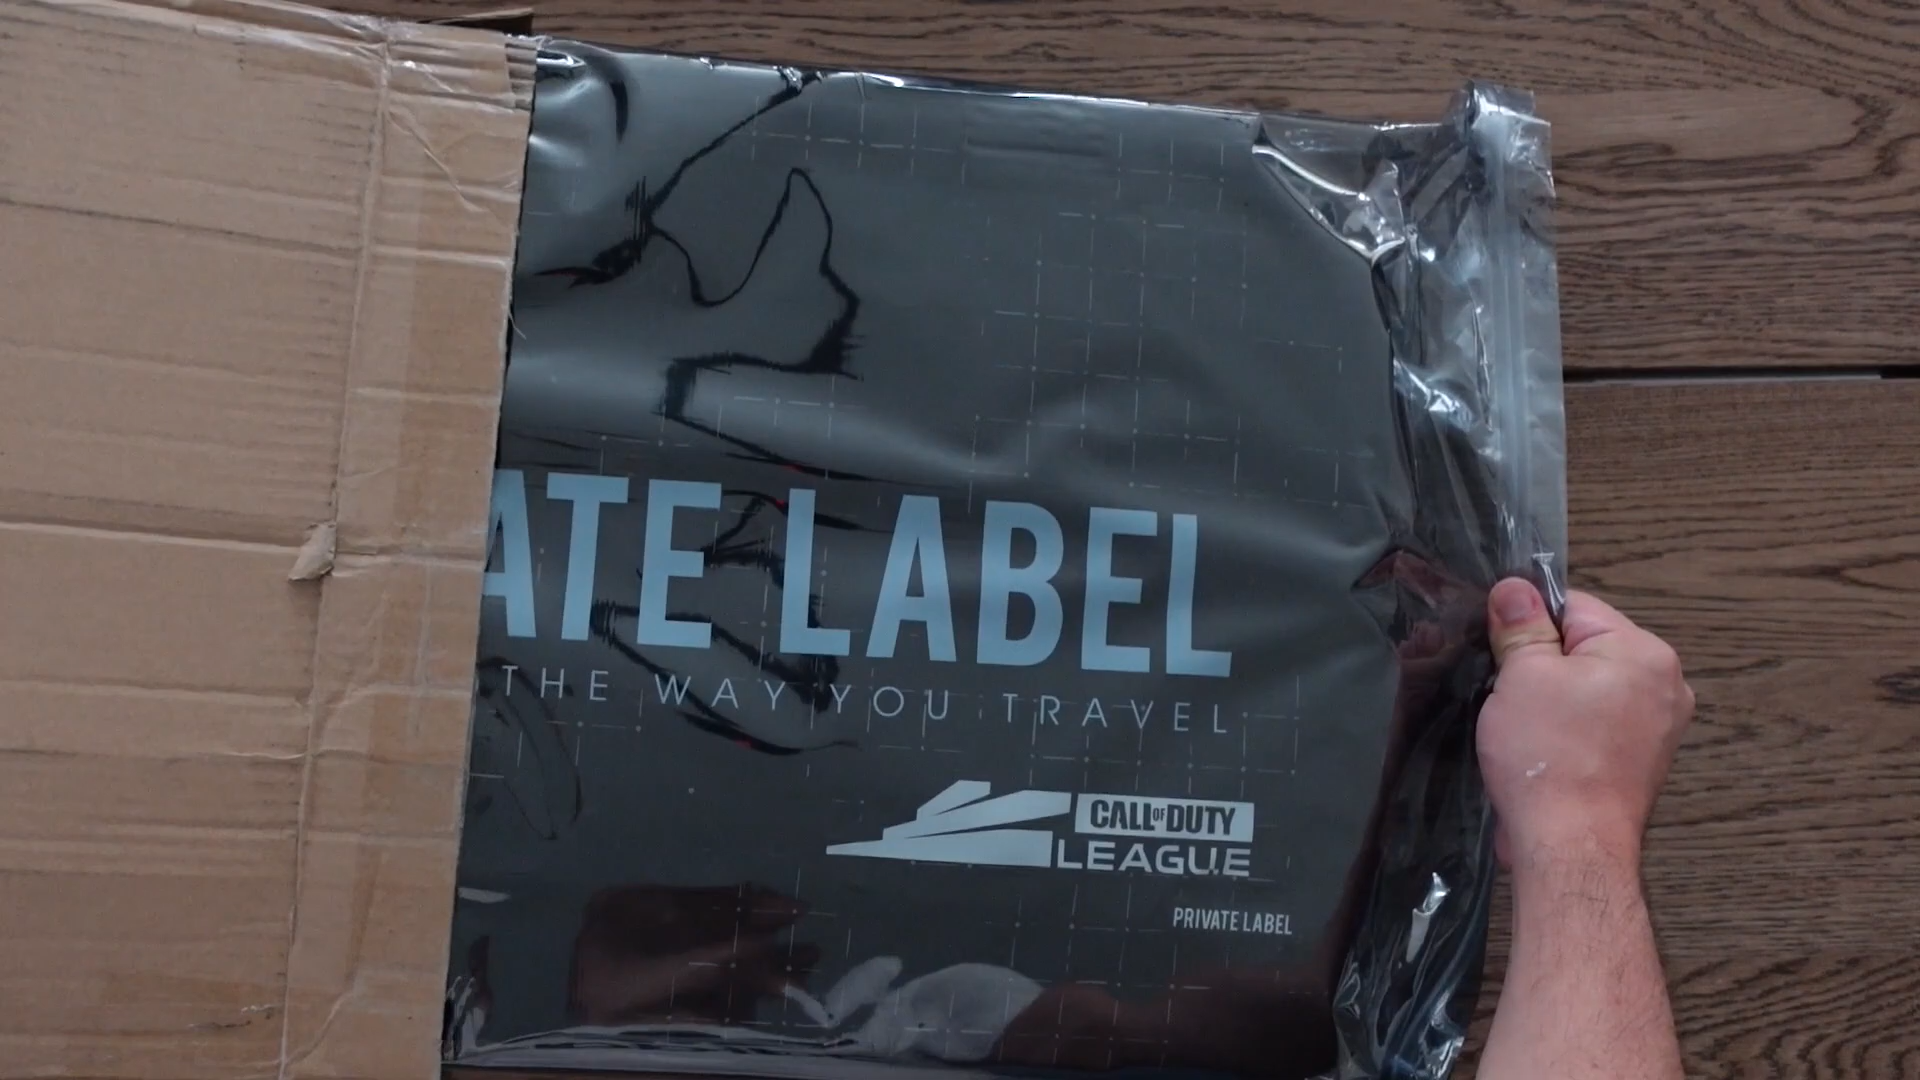 ATE LABEL
THE WAY YOU TRAVEL
CALL OF DUTY
LEAGUE
PRIVATE LABEL